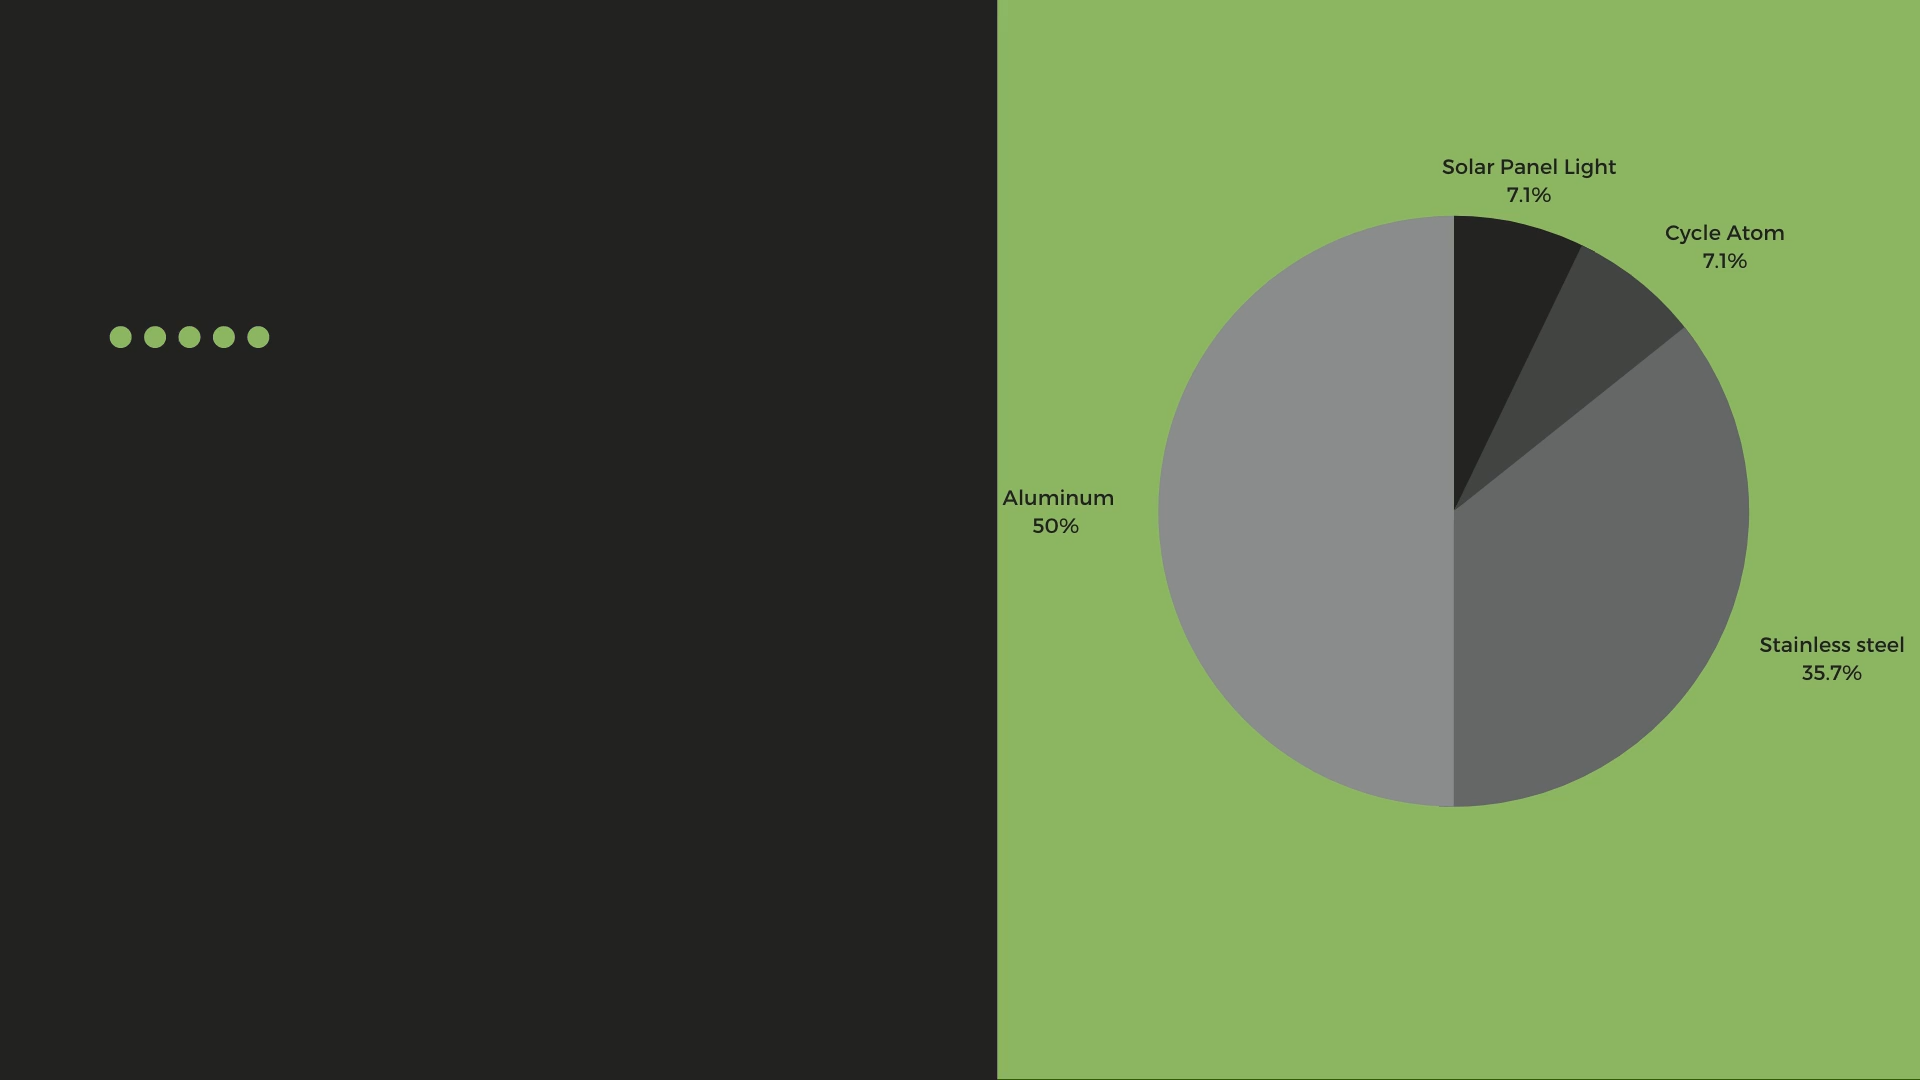 Solar Panel Light
7.1%
Cycle Atom
7.1%
Aluminum
50%
Stainless steel
35.7%